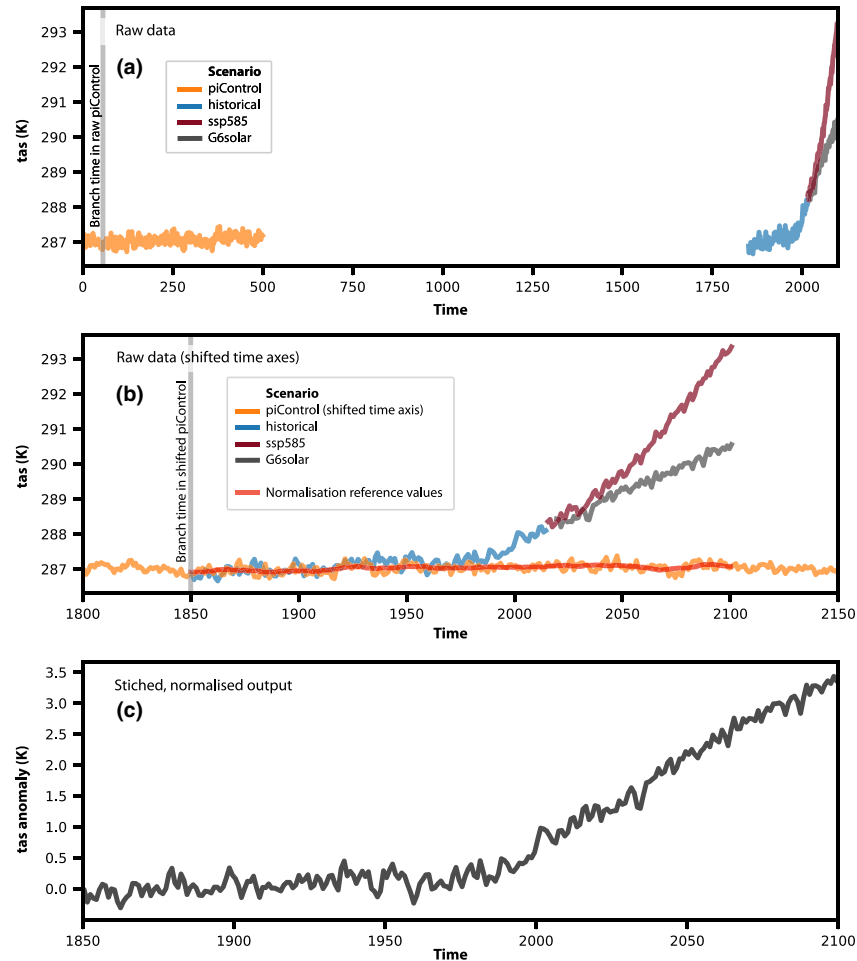 Raw data
(a)
Scenario
piControl
historical
ssp585
G6solar
Branch time in raw piControl
tas (K)
293
292
291
290
289
288
287
0 250 500 750 1000 1250 1500 1750 2000
Time
Raw data (shifted time axes)
(b)
Scenario
piControl (shifted time axis)
historical
ssp585
G6solar
Normalisation reference values
Branch time in shifted piControl
tas (K)
293
292
291
290
289
288
287
1800 1850 1900 1950 2000 2050 2100 2150
Time
Stiched, normalised output
(c)
tas anomaly (K)
3.5
3.0
2.5
2.0
1.5
1.0
0.5
0.0
1850 1900 1950 2000 2050 2100
Time